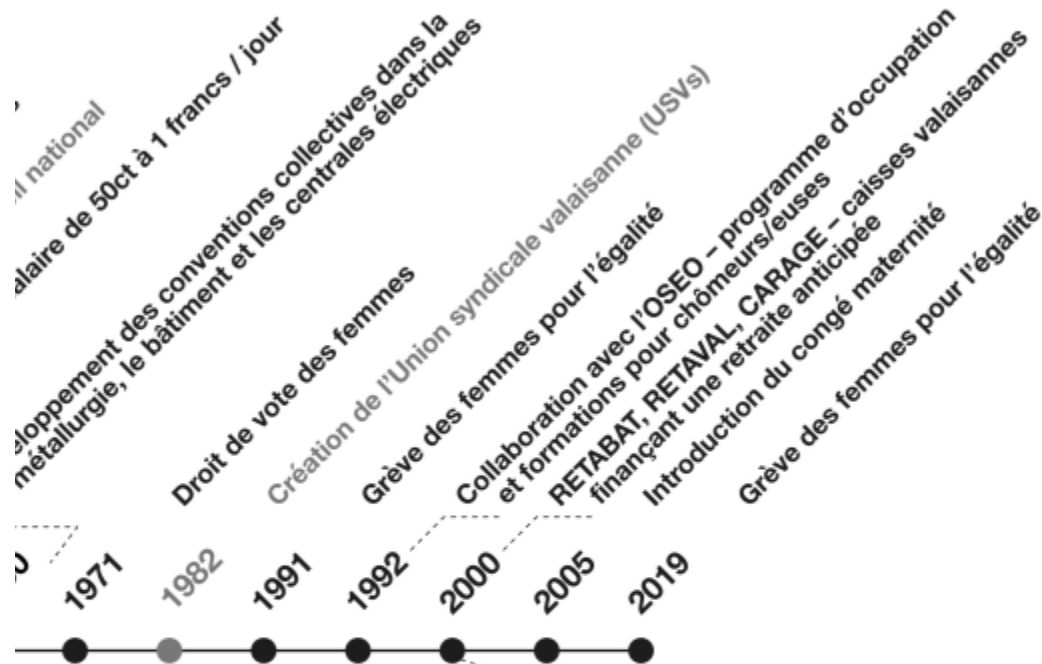 national
alaire de 50ct à 1 francs / jour
eloppement des conventions collectives dans la
métallurgie, le bâtiment et les centrales électriques
Droit de vote des femmes
Création de l'Union syndicale valaisanne (USVs)
Grève des femmes pour l'égalité
Collaboration avec l'OSEO – programme d'occupation
et formations pour chômeurs/euses
RETABAT, RETAVAL, CARAGE – caisses valaisannes
finançant une retraite anticipée
Introduction du congé maternité
Grève des femmes pour l'égalité
0
1971
1982
1991
1992
2000
2005
2019